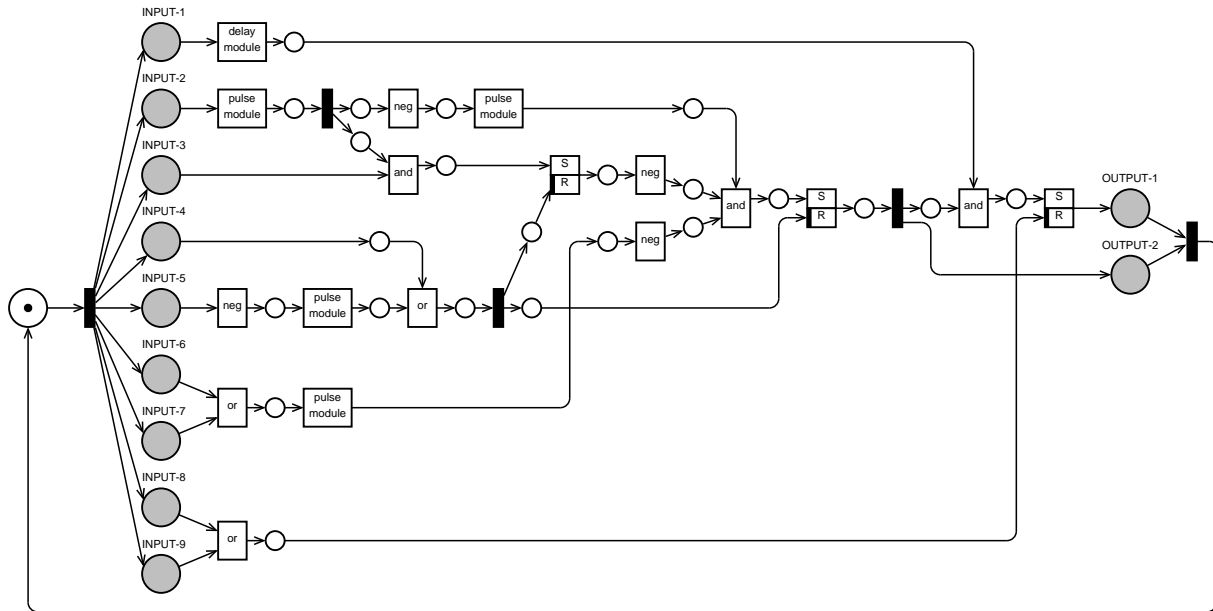 INPUT-1
delay
module
INPUT-2
pulse
module
neg
pulse
module
INPUT-3
and
S
R
neg
and
S
R
and
S
R
OUTPUT-1
INPUT-4
neg
OUTPUT-2
INPUT-5
neg
pulse
module
or
INPUT-6
or
pulse
module
INPUT-7
INPUT-8
or
INPUT-9